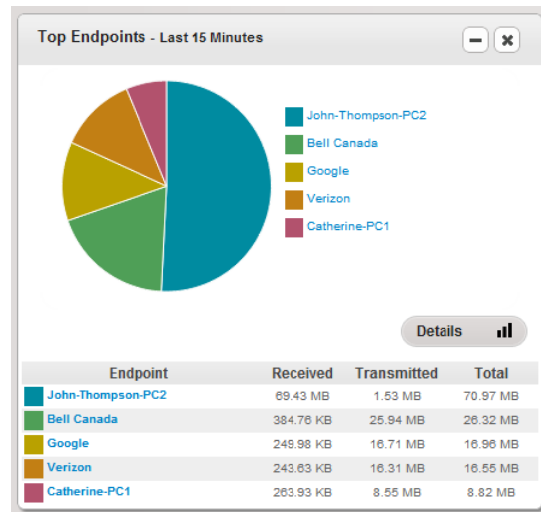 Top Endpoints - Last 15 Minutes
John-Thompson-PC2
Bell Canada
Google
Verizon
Catherine-PC1
Details
Endpoint Received Transmitted Total
John-Thompson-PC2 69.43 MB 1.53 MB 70.97 MB
Bell Canada 384.76 KB 25.94 MB 26.32 MB
Google 249.98 KB 16.71 MB 16.96 MB
Verizon 243.63 KB 16.31 MB 16.55 MB
Catherine-PC1 263.93 KB 8.55 MB 8.82 MB